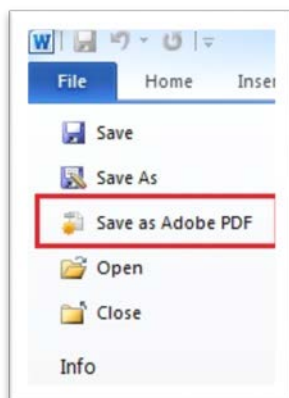 W
File Home Inser
Save
Save As
Save as Adobe PDF
Open
Close
Info